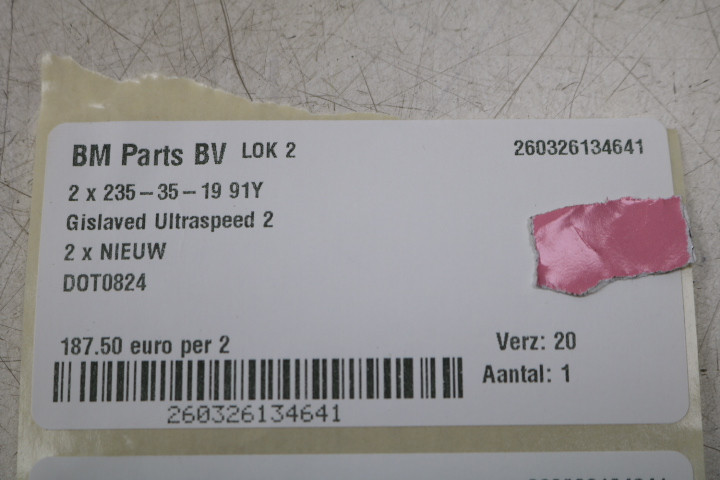 BM Parts BV LOK 2 260326134641
2 x 235-35-19 91Y
Gislaved Ultraspeed 2
2 x NIEUW
DOT0824
187.50 euro per 2 Verz: 20
Aantal: 1
260326134641